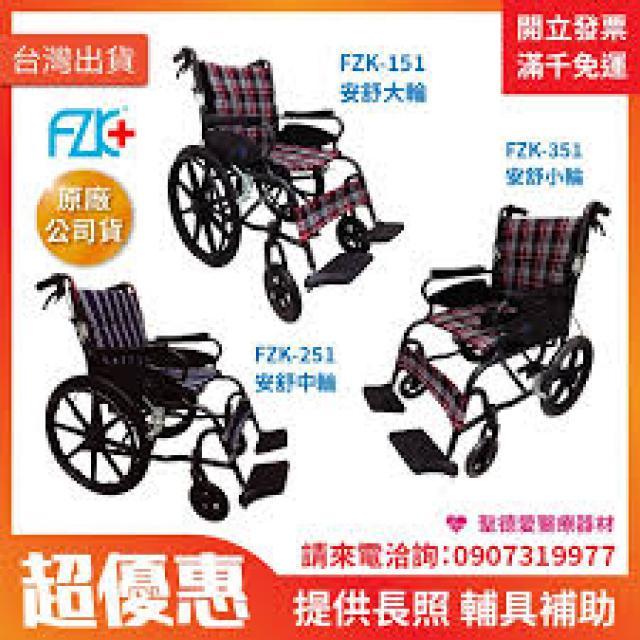 台灣出貨
開立發票
滿千免運
FZK-151
安舒大輪
FZK+
FZK-351
安舒小輪
原廠
公司貨
FZK-251
安舒中輪
聖德愛醫療器材
請來電洽詢：0907319977
超優惠
提供長照 輔具補助